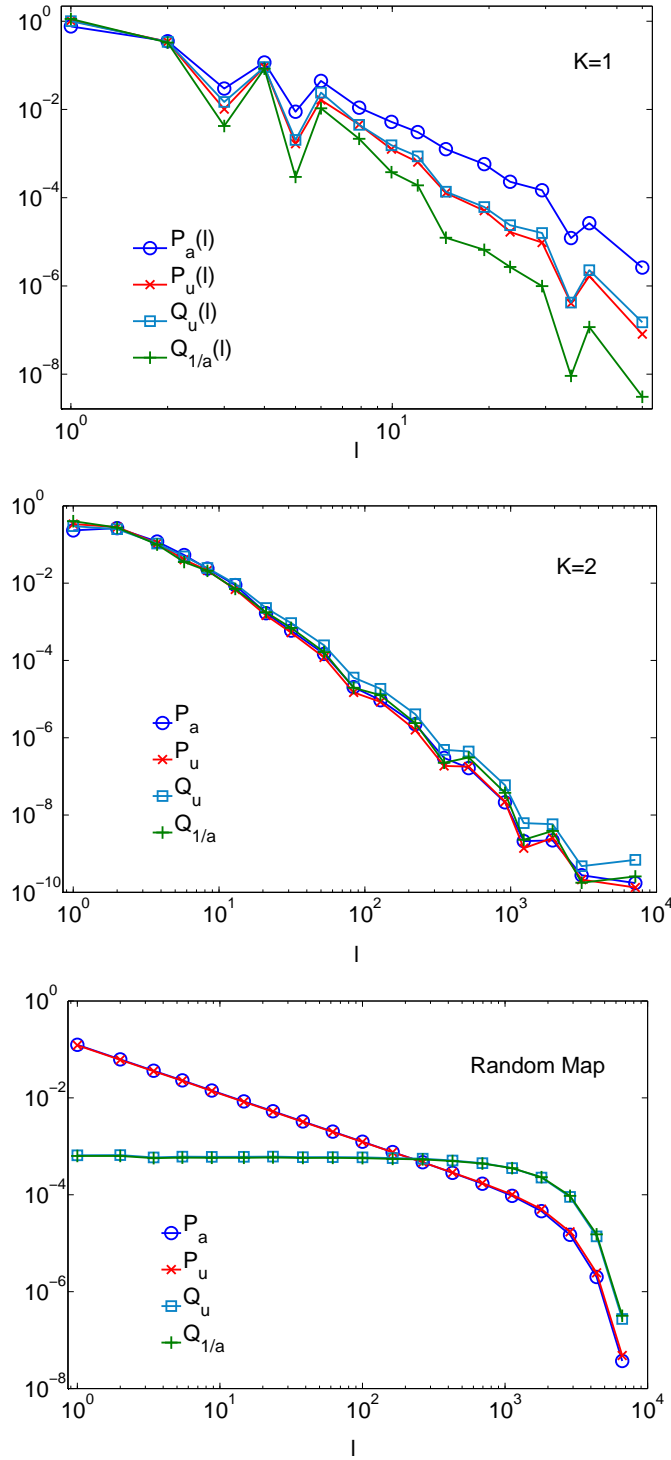 10^0
K=1
10^-2
10^-4
P_a(l)
P_u(l)
10^-6
Q_u(l)
Q_1/a(l)
10^-8
10^0 10^1
l
10^0
K=2
10^-2
10^-4
P_a
10^-6
P_u
Q_u
10^-8
Q_1/a
10^-10
10^0 10^1 10^2 10^3 10^4
l
10^0
Random Map
10^-2
10^-4
P_a
P_u
10^-6
Q_u
Q_1/a
10^-8
10^0 10^1 10^2 10^3 10^4
l